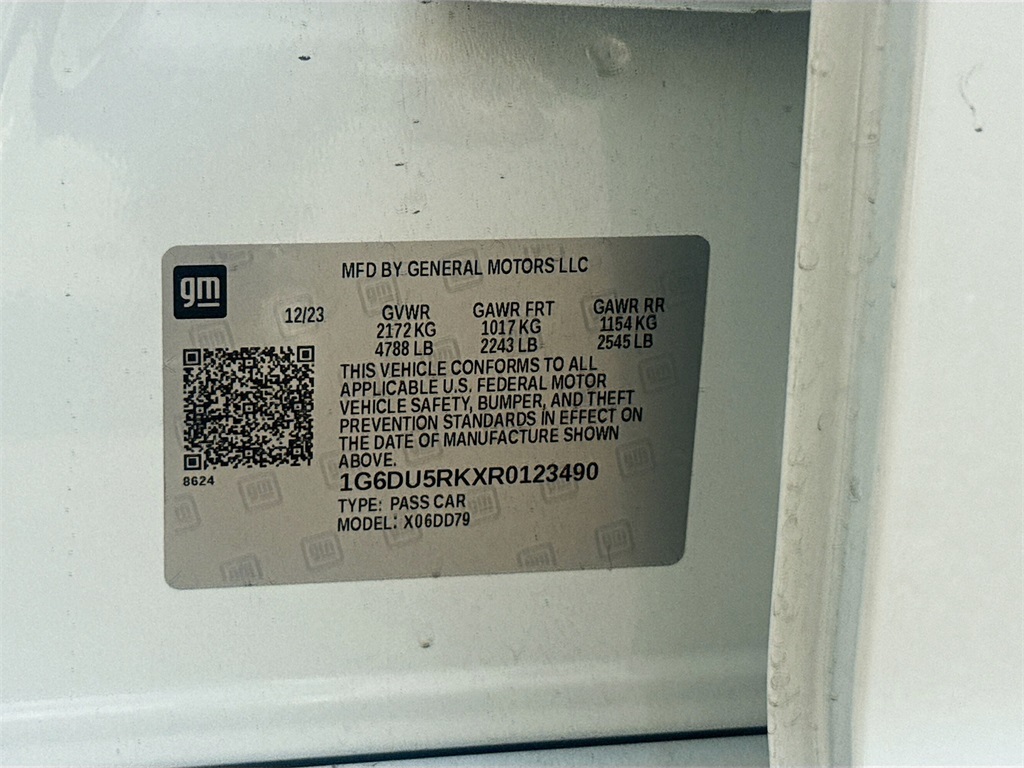 MFD BY GENERAL MOTORS LLC
gm
12/23 GVWR GAWR FRT GAWR RR
2172 KG 1017 KG 1154 KG
4788 LB 2243 LB 2545 LB
THIS VEHICLE CONFORMS TO ALL
APPLICABLE U.S. FEDERAL MOTOR
VEHICLE SAFETY, BUMPER, AND THEFT
PREVENTION STANDARDS IN EFFECT ON
THE DATE OF MANUFACTURE SHOWN
ABOVE.
8624
1G6DU5RKXR0123490
TYPE: PASS CAR
MODEL: X06DD79